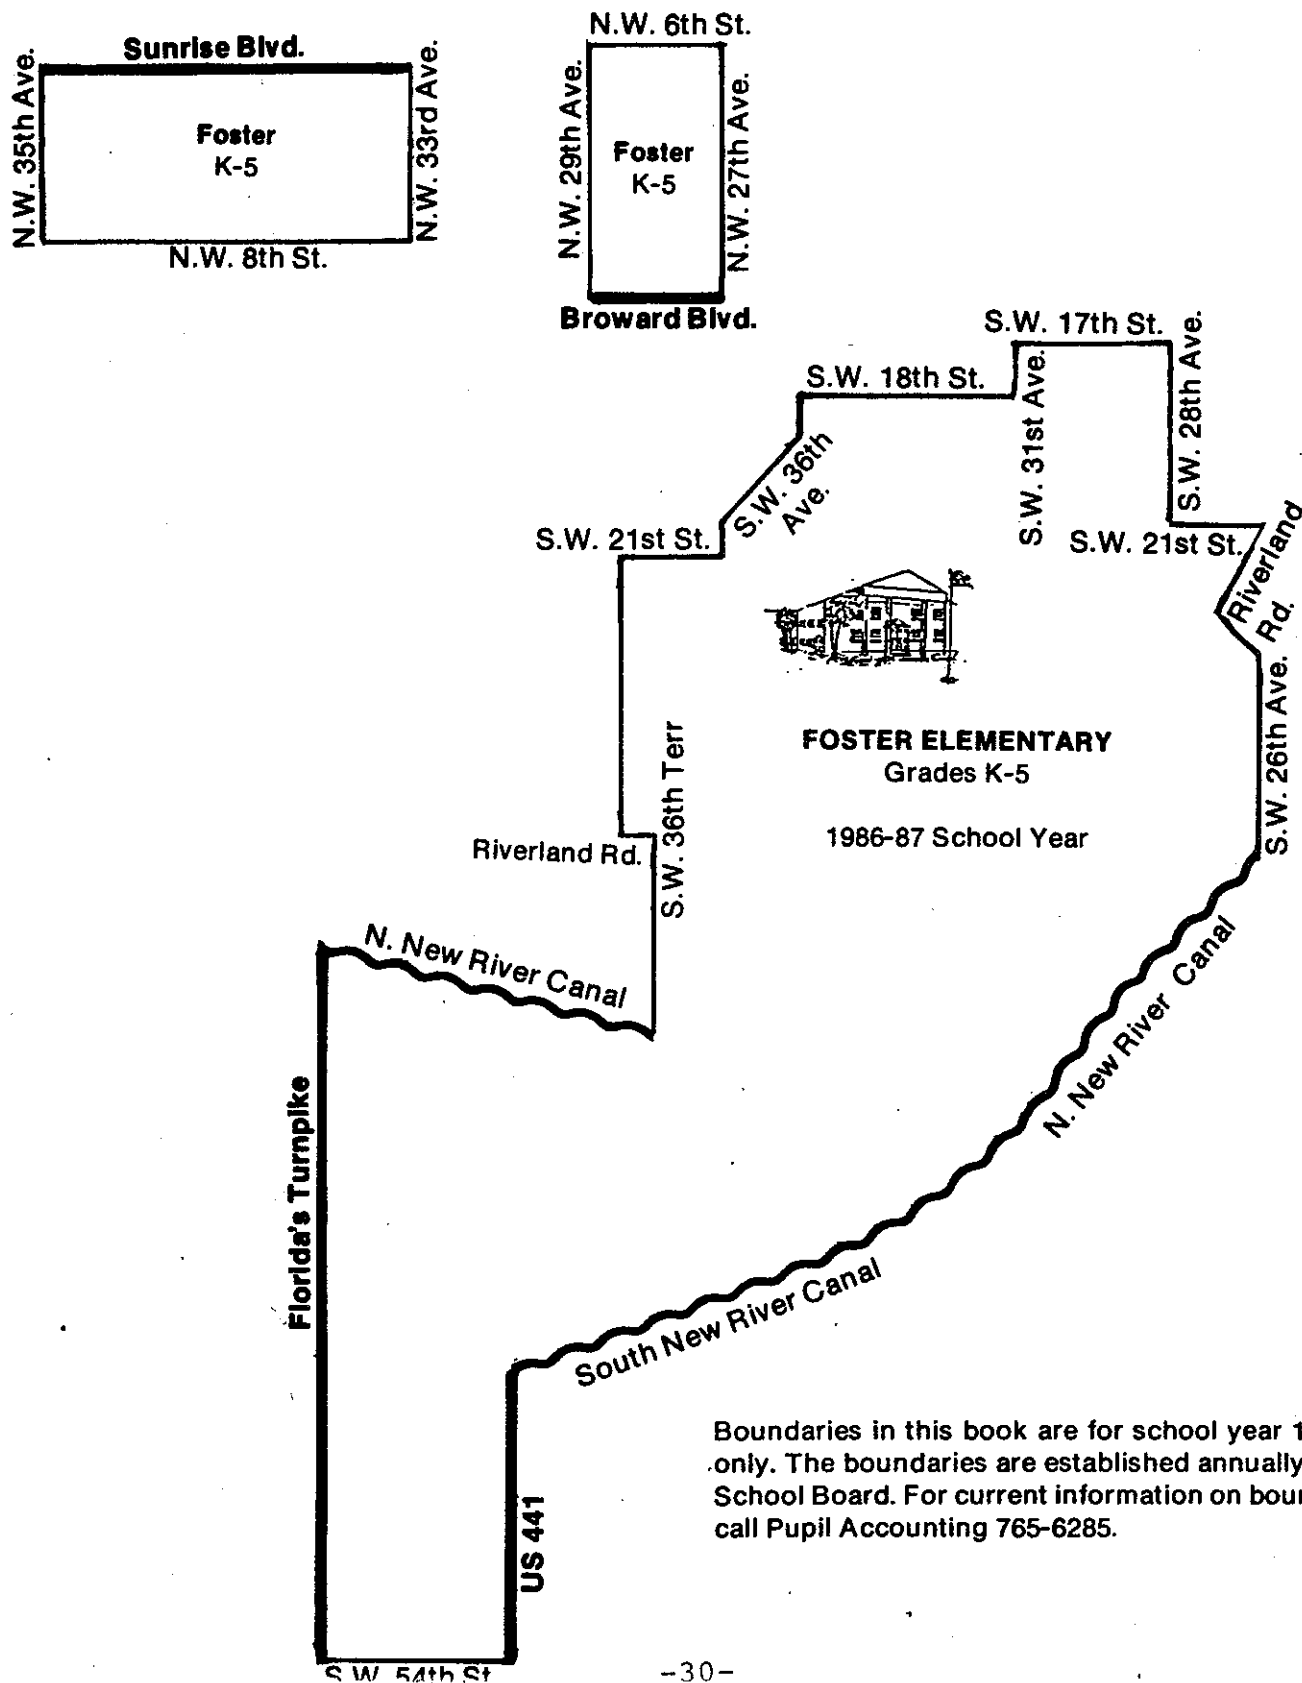 N.W. 6th St.
Sunrise Blvd.
N.W. 35th Ave.
N.W. 33rd Ave.
Foster
K-5
N.W. 8th St.
N.W. 29th Ave.
N.W. 27th Ave.
Foster
K-5
Broward Blvd.
S.W. 17th St.
S.W. 28th Ave.
S.W. 18th St.
S.W. 31st Ave.
S.W. 36th
Ave.
S.W. 21st St.
S.W. 21st St.
Riverland
Rd.
S.W. 26th Ave.
FOSTER ELEMENTARY
Grades K-5
1986-87 School Year
S.W. 36th Terr
Riverland Rd.
N. New River Canal
N. New River Canal
Florida's Turnpike
South New River Canal
US 441
Boundaries in this book are for school year 1
only. The boundaries are established annually
School Board. For current information on bou
call Pupil Accounting 765-6285.
S.W. 54th St
-30-